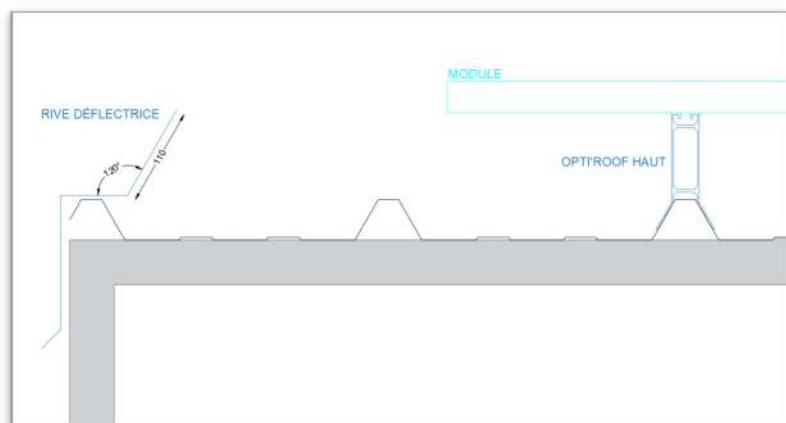 MODULE
RIVE DÉFLECTRICE
120°
110
OPTI'ROOF HAUT